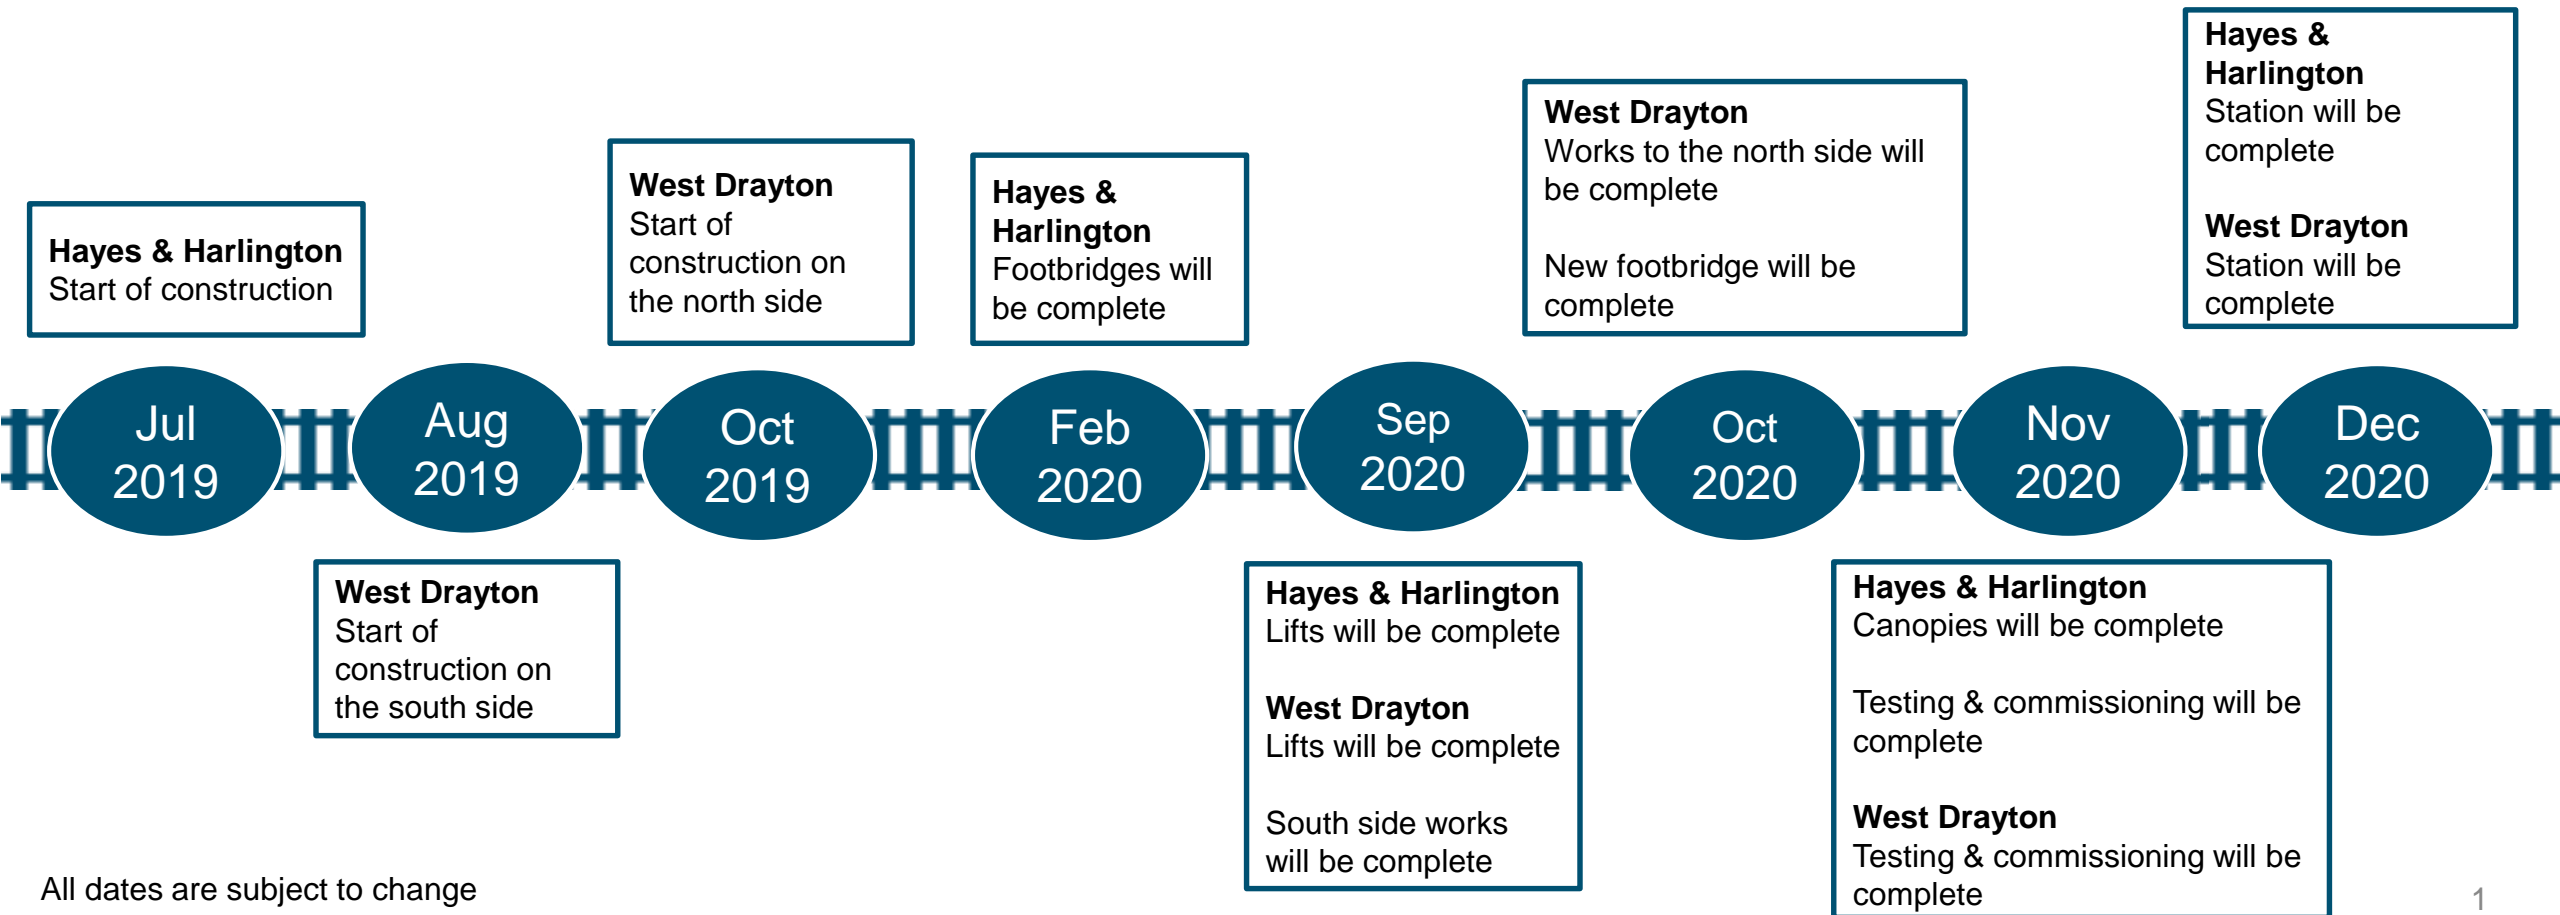 Hayes & Harlington
Start of construction
West Drayton
Start of
construction on
the north side
Hayes &
Harlington
Footbridges will
be complete
West Drayton
Works to the north side will
be complete
New footbridge will be
complete
Hayes &
Harlington
Station will be
complete
West Drayton
Station will be
complete
Jul
2019
Aug
2019
Oct
2019
Feb
2020
Sep
2020
Oct
2020
Nov
2020
Dec
2020
West Drayton
Start of
construction on
the south side
Hayes & Harlington
Lifts will be complete
West Drayton
Lifts will be complete
South side works
will be complete
Hayes & Harlington
Canopies will be complete
Testing & commissioning will be
complete
West Drayton
Testing & commissioning will be
complete
All dates are subject to change
1